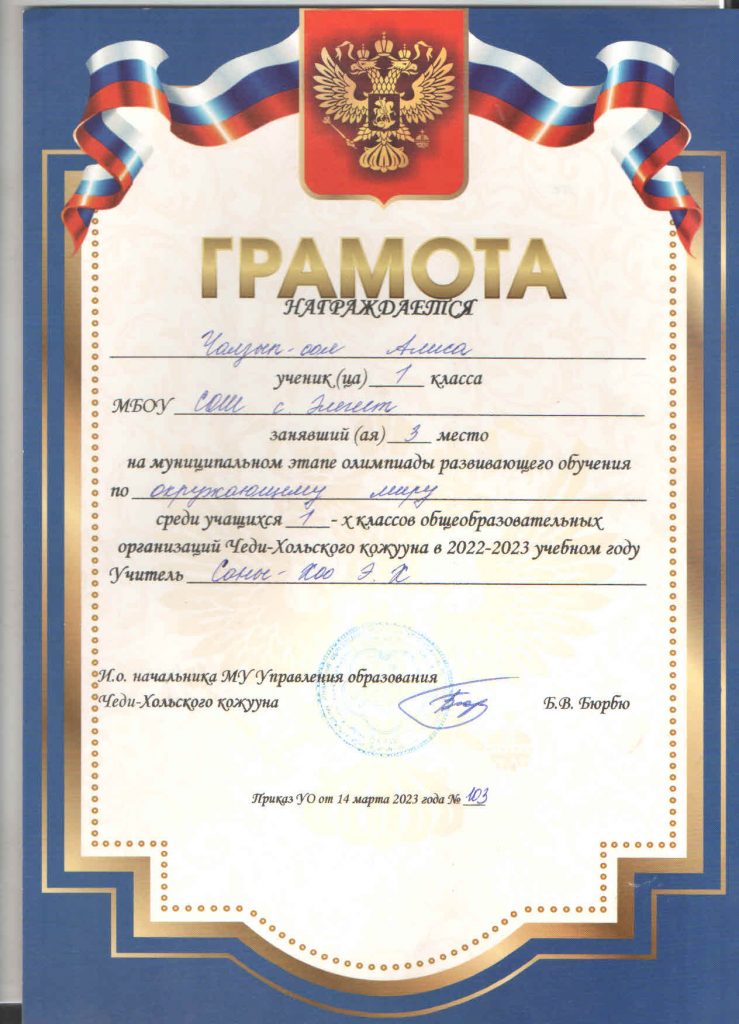 ГРАМОТА
НАГРАЖДАЕТСЯ
Чалзып-оол Алиса
ученик (ца) 1 класса
МБОУ СОШ с Элегест
занявший (ая) 3 место
на муниципальном этапе олимпиады развивающего обучения
по окружающему миру
среди учащихся 1 - х классов общеобразовательных
организаций Чеди-Хольского кожууна в 2022-2023 учебном году
Учитель Соны-Хоо Э. Х
И.о. начальника МУ Управления образования
Чеди-Хольского кожууна Б.В. Бюрбю
Приказ УО от 14 марта 2023 года № 103